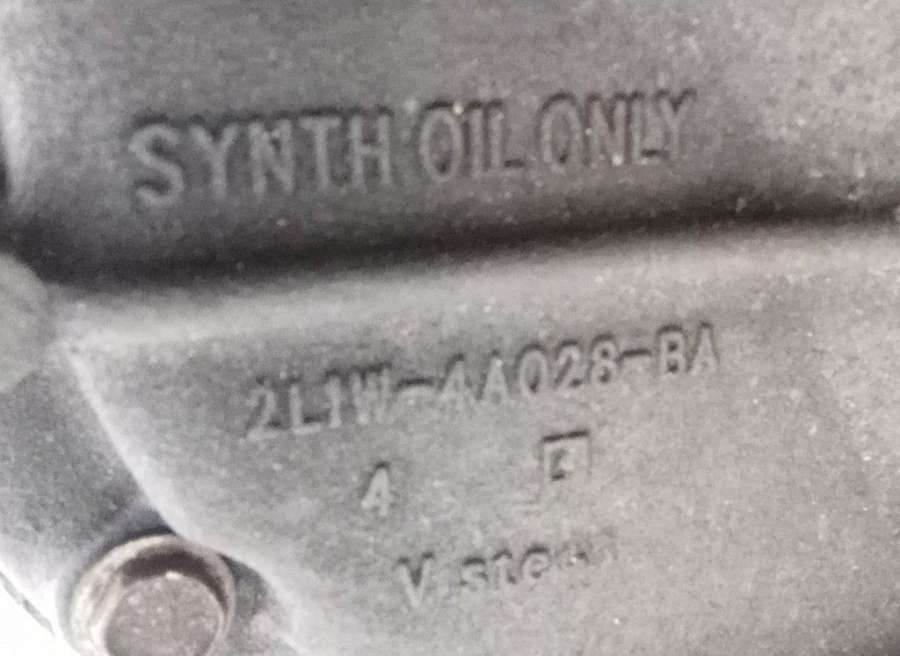 SYNTH OIL ONLY
2L1W-4A028-BA
4